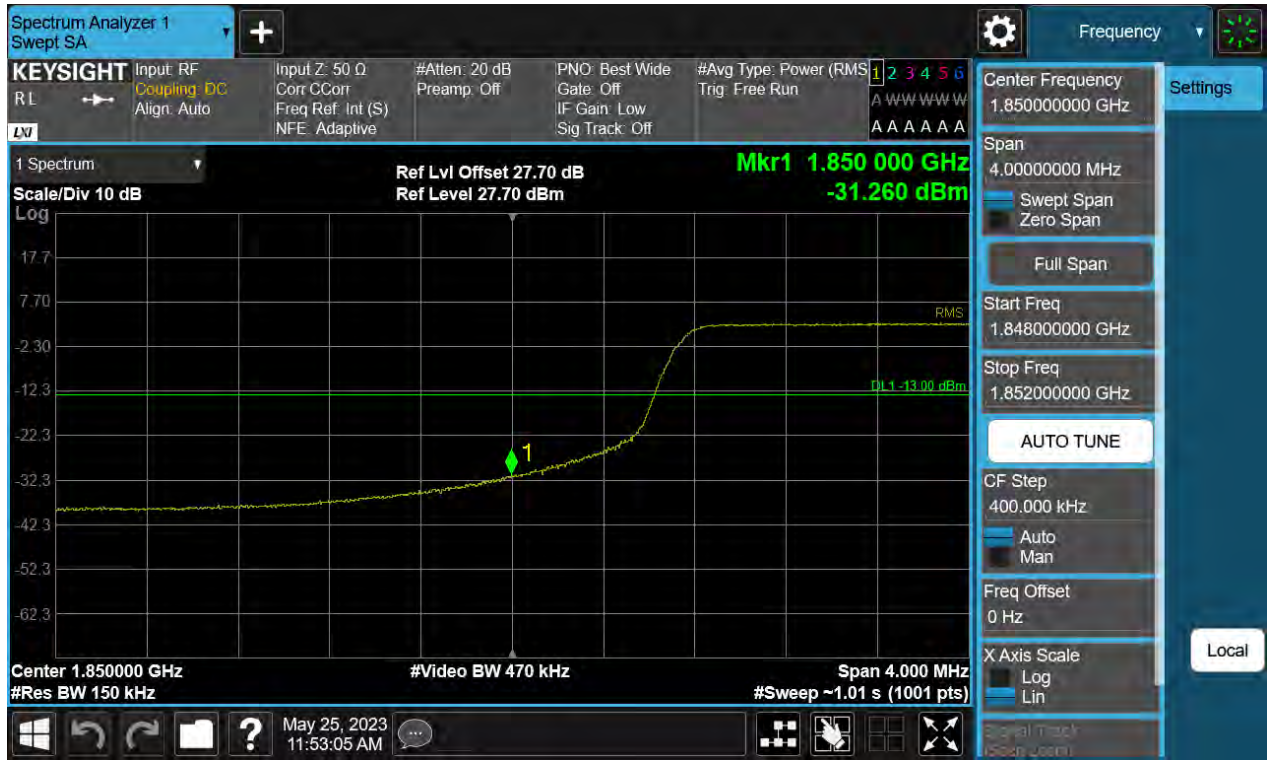 Spectrum Analyzer 1
Swept SA
Frequency
KEYSIGHT
RL
LXI
Input: RF
Coupling: DC
Align: Auto
Input Z: 50 Ω
Corr CCorr
Freq Ref: Int (S)
NFE: Adaptive
#Atten: 20 dB
Preamp: Off
PNO: Best Wide
Gate: Off
IF Gain: Low
Sig Track: Off
#Avg Type: Power (RMS
Trig: Free Run
1 2 3 4 5 6
A W W W W W
A A A A A A
1 Spectrum
Scale/Div 10 dB
Log
Ref Lvl Offset 27.70 dB
Ref Level 27.70 dBm
Mkr1 1.850 000 GHz
-31.260 dBm
17.7
7.70
RMS
-2.30
DL1 -13.00 dBm
-12.3
-22.3
1
-32.3
-42.3
-52.3
-62.3
Center 1.850000 GHz
#Video BW 470 kHz
Span 4.000 MHz
#Res BW 150 kHz
#Sweep ~1.01 s (1001 pts)
Center Frequency
1.850000000 GHz
Settings
Span
4.00000000 MHz
Swept Span
Zero Span
Full Span
Start Freq
1.848000000 GHz
Stop Freq
1.852000000 GHz
AUTO TUNE
CF Step
400.000 kHz
Auto
Man
Freq Offset
0 Hz
X Axis Scale
Log
Lin
Local
Signal Track
(Span Zoom)
?
May 25, 2023
11:53:05 AM